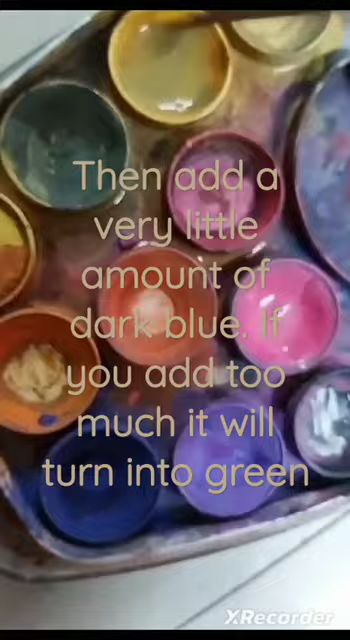 Then add a
very little
amount of
dark blue. If
you add too
much it will
turn into green
XRecorder